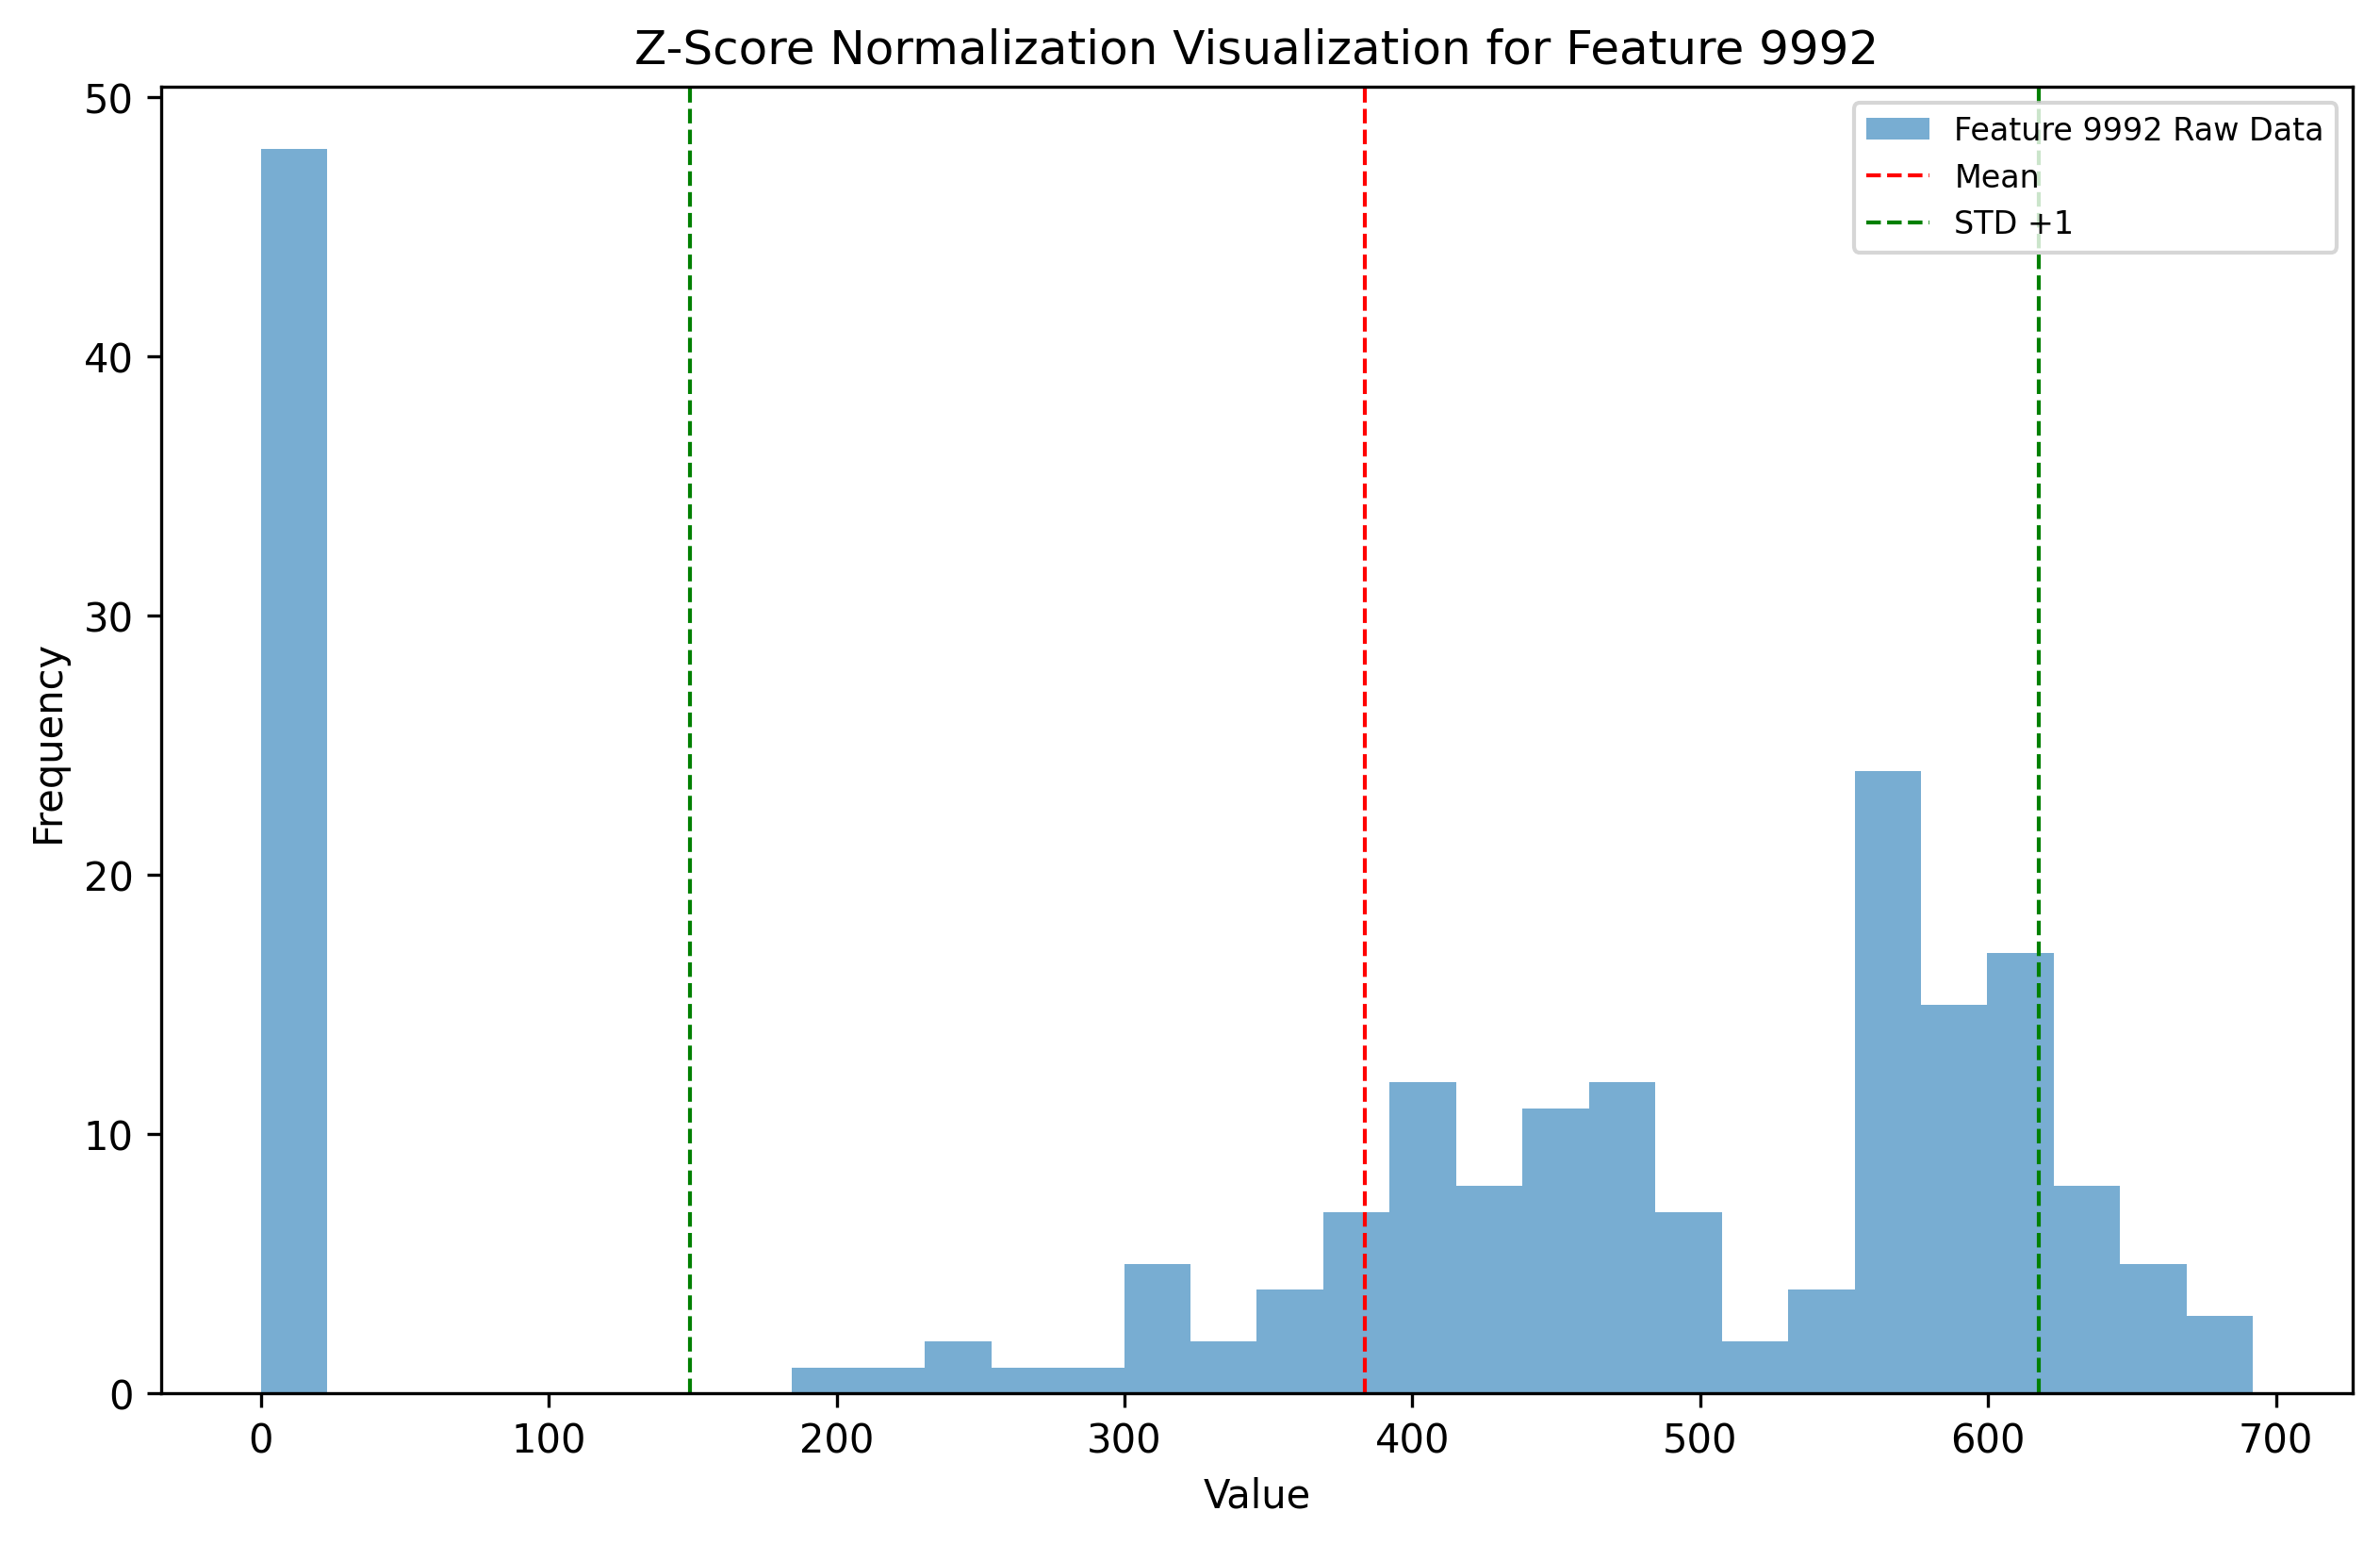 Z-Score Normalization Visualization for Feature 9992
Feature 9992 Raw Data
Mean
STD +1
50
40
30
20
10
0
Frequency
0 100 200 300 400 500 600 700
Value